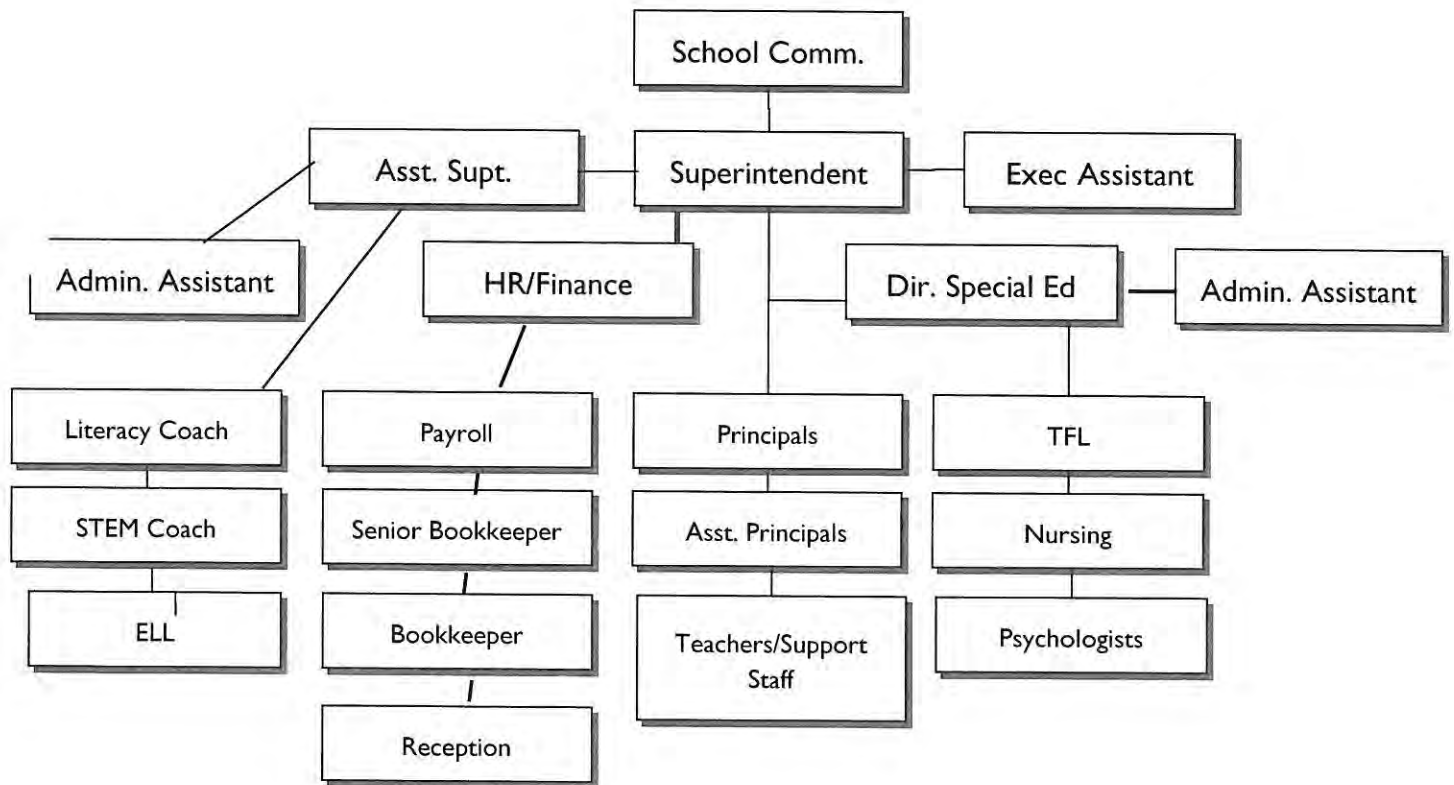 School Comm.
Asst. Supt.
Superintendent
Exec Assistant
Admin. Assistant
HR/Finance
Dir. Special Ed
Admin. Assistant
Literacy Coach
Payroll
Principals
TFL
STEM Coach
Senior Bookkeeper
Asst. Principals
Nursing
ELL
Bookkeeper
Teachers/Support
Staff
Psychologists
Reception